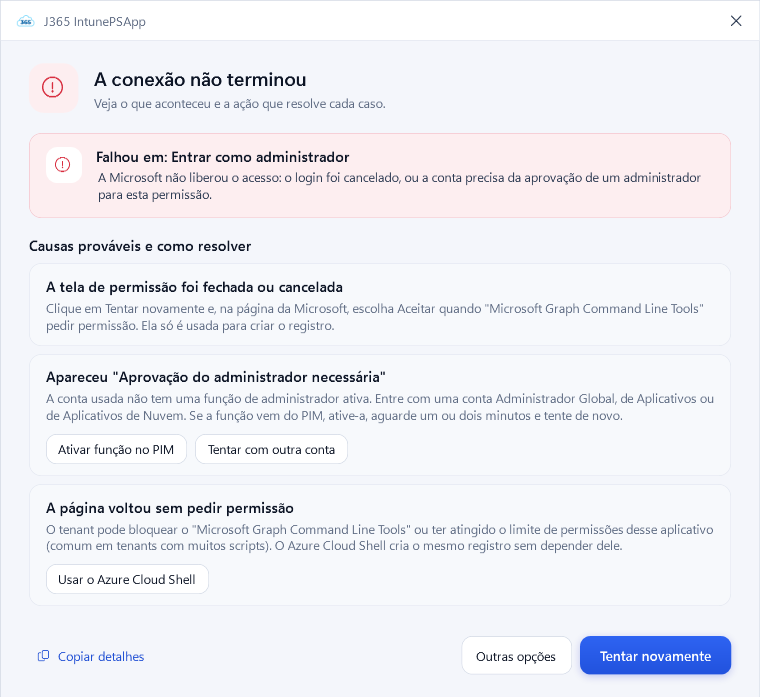 365
J365 IntunePSApp
A conexão não terminou
Veja o que aconteceu e a ação que resolve cada caso.
Falhou em: Entrar como administrador
A Microsoft não liberou o acesso: o login foi cancelado, ou a conta precisa da aprovação de um administrador
para esta permissão.
Causas prováveis e como resolver
A tela de permissão foi fechada ou cancelada
Clique em Tentar novamente e, na página da Microsoft, escolha Aceitar quando "Microsoft Graph Command Line Tools"
pedir permissão. Ela só é usada para criar o registro.
Apareceu "Aprovação do administrador necessária"
A conta usada não tem uma função de administrador ativa. Entre com uma conta Administrador Global, de Aplicativos ou
de Aplicativos de Nuvem. Se a função vem do PIM, ative-a, aguarde um ou dois minutos e tente de novo.
Ativar função no PIM
Tentar com outra conta
A página voltou sem pedir permissão
O tenant pode bloquear o "Microsoft Graph Command Line Tools" ou ter atingido o limite de permissões desse aplicativo
(comum em tenants com muitos scripts). O Azure Cloud Shell cria o mesmo registro sem depender dele.
Usar o Azure Cloud Shell
Copiar detalhes
Outras opções
Tentar novamente